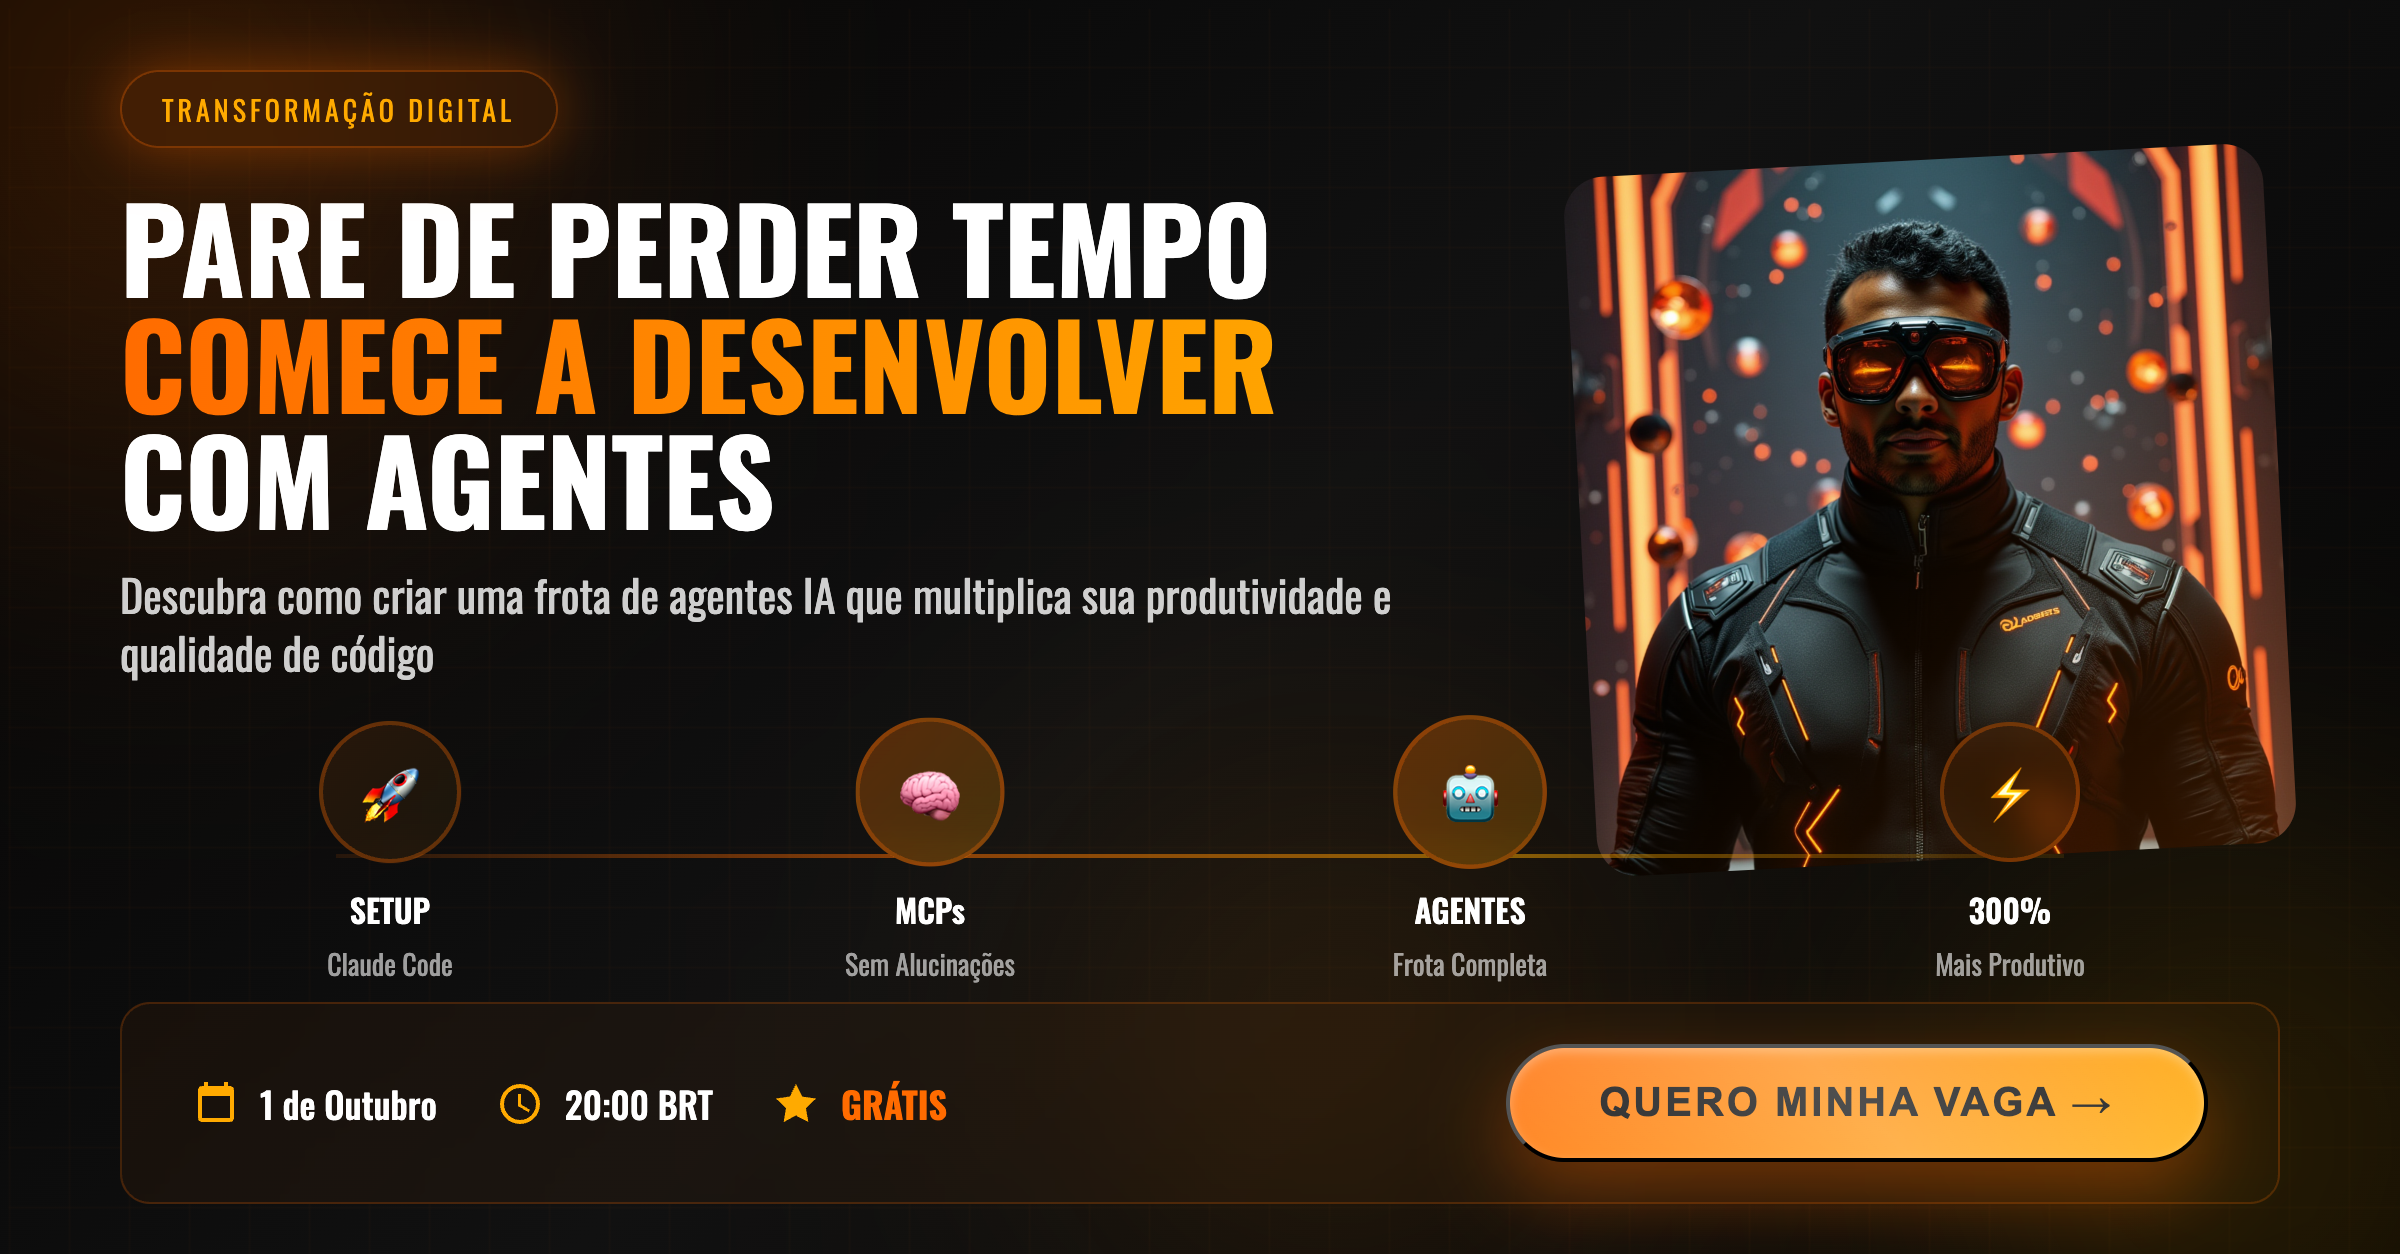 TRANSFORMAÇÃO DIGITAL
PARE DE PERDER TEMPO
COMECE A DESENVOLVER
COM AGENTES
Descubra como criar uma frota de agentes IA que multiplica sua produtividade e
qualidade de código
SETUP
Claude Code
MCPs
Sem Alucinações
AGENTES
Frota Completa
300%
Mais Produtivo
1 de Outubro
20:00 BRT
GRÁTIS
QUERO MINHA VAGA →